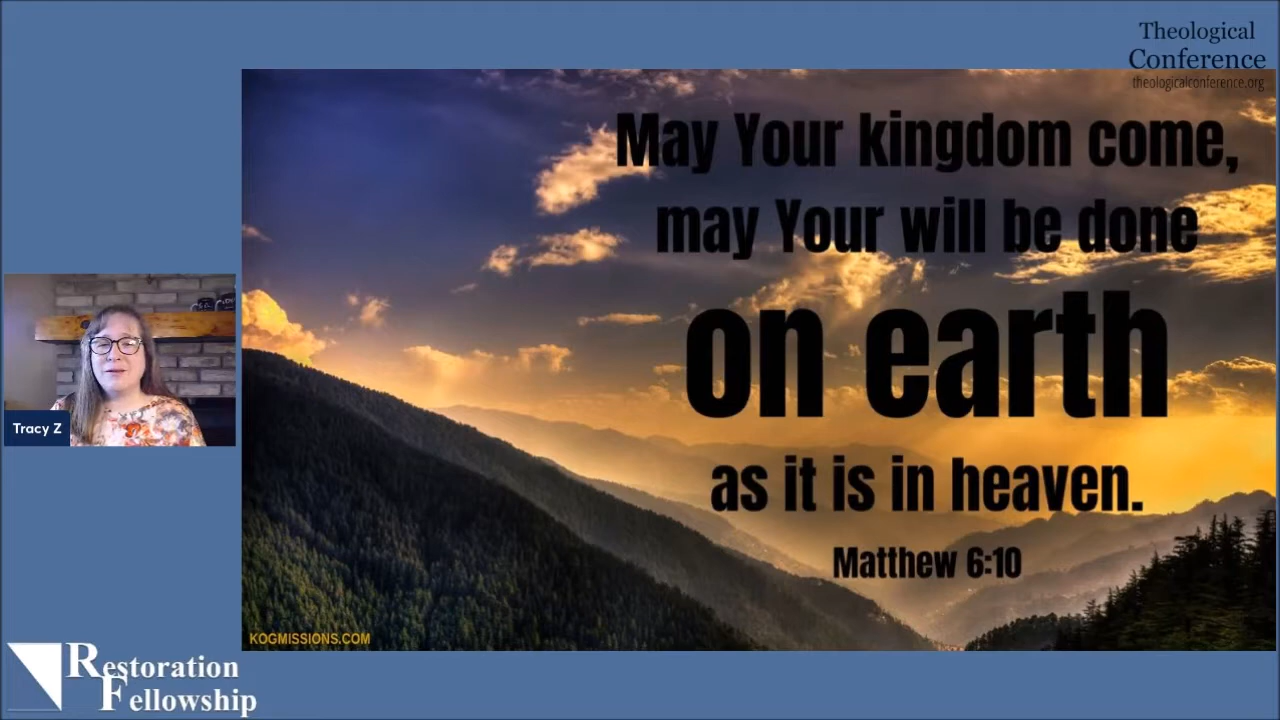 Theological
Conference
theologicalconference.org
May Your kingdom come,
may Your will be done
on earth
as it is in heaven.
Matthew 6:10
Tracy Z
KOGMISSIONS.COM
Restoration
Fellowship